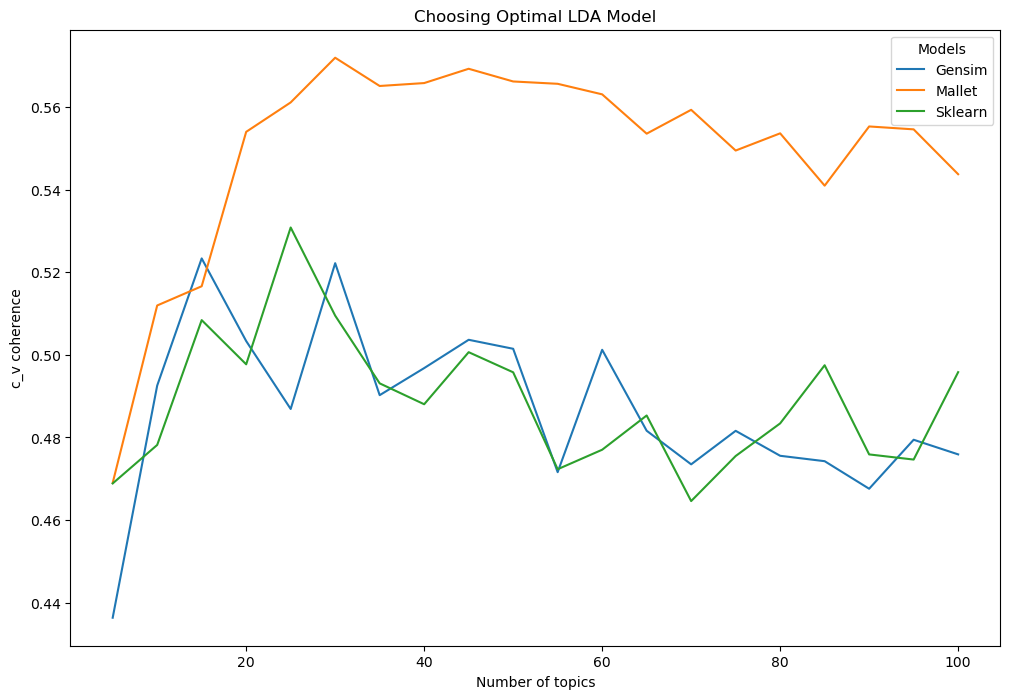 Choosing Optimal LDA Model
Models
Gensim
Mallet
Sklearn
c_v coherence
0.56
0.54
0.52
0.50
0.48
0.46
0.44
20 40 60 80 100
Number of topics